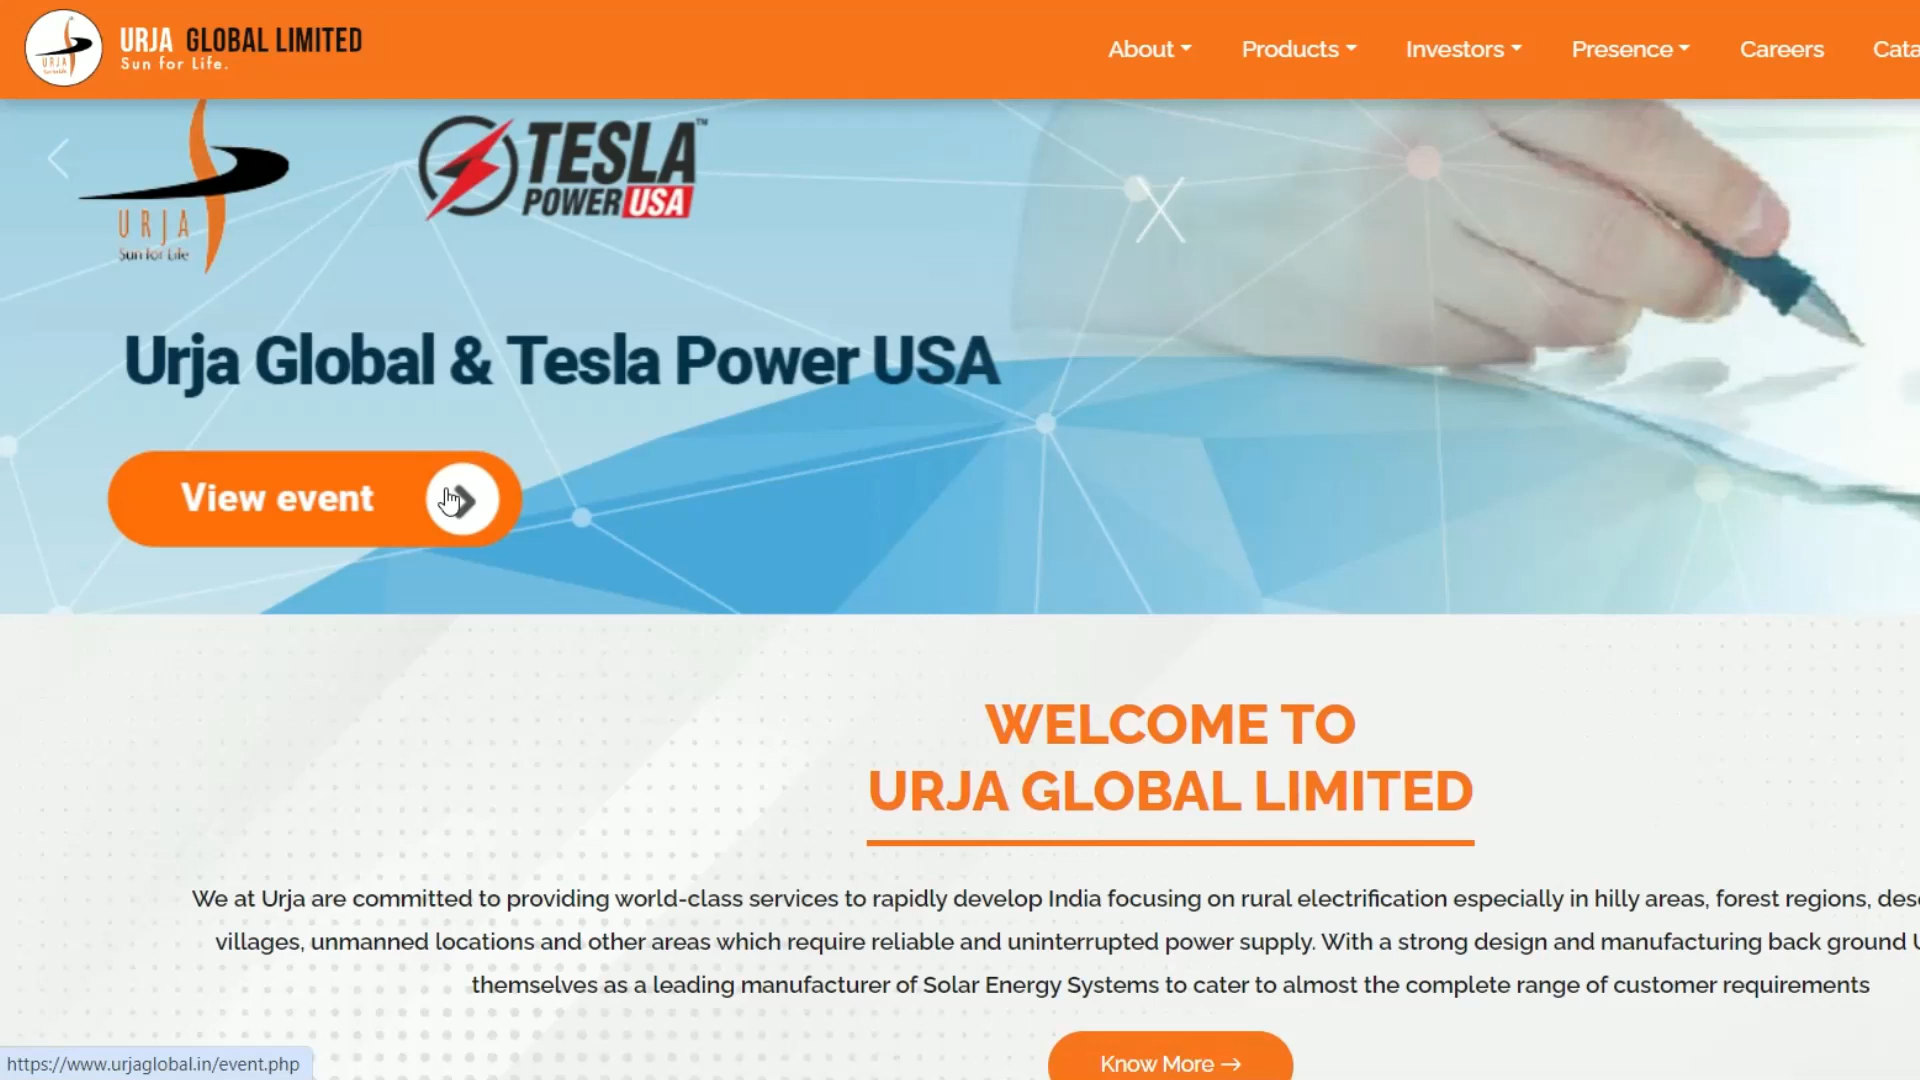 URJA GLOBAL LIMITED
Sun for Life.
URJA
Sun for Life
About
Products
Investors
Presence
Careers
Cata
URJA
Sun for Life
TESLA™
POWER USA
Urja Global & Tesla Power USA
View event
WELCOME TO
URJA GLOBAL LIMITED
We at Urja are committed to providing world-class services to rapidly develop India focusing on rural electrification especially in hilly areas, forest regions, des
villages, unmanned locations and other areas which require reliable and uninterrupted power supply. With a strong design and manufacturing back ground U
themselves as a leading manufacturer of Solar Energy Systems to cater to almost the complete range of customer requirements
Know More →
https://www.urjaglobal.in/event.php